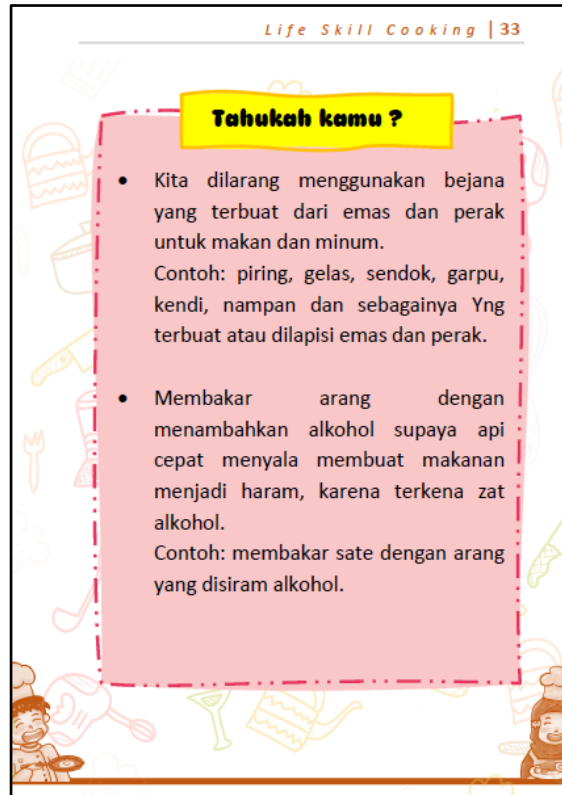 Life Skill Cooking | 33
Tahukah kamu ?
• Kita dilarang menggunakan bejana
yang terbuat dari emas dan perak
untuk makan dan minum.
Contoh: piring, gelas, sendok, garpu,
kendi, nampan dan sebagainya Yng
terbuat atau dilapisi emas dan perak.
• Membakar arang dengan
menambahkan alkohol supaya api
cepat menyala membuat makanan
menjadi haram, karena terkena zat
alkohol.
Contoh: membakar sate dengan arang
yang disiram alkohol.